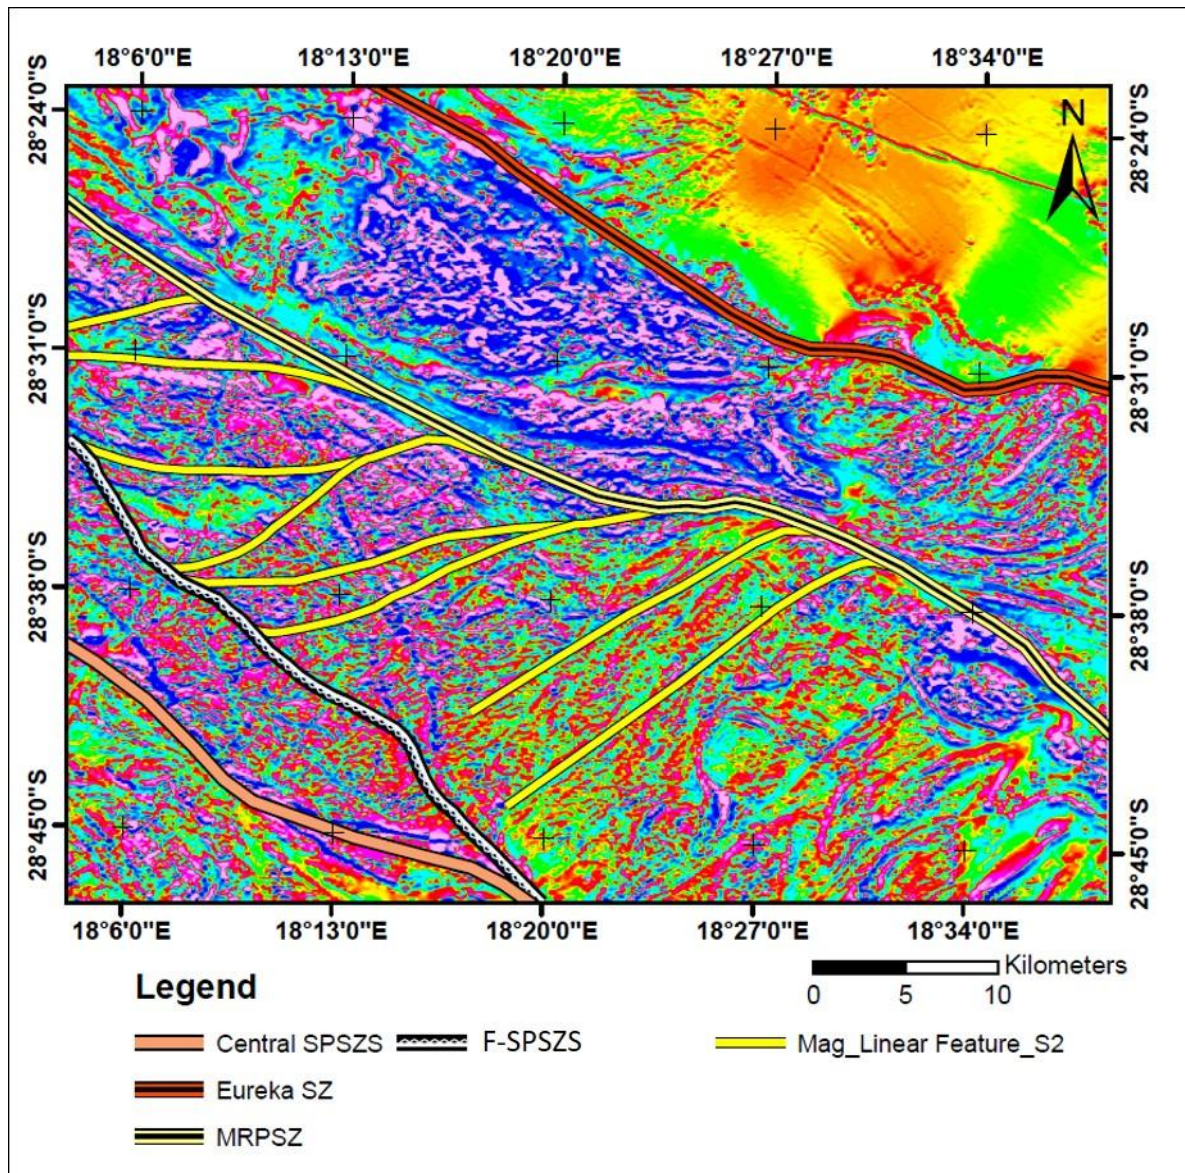 18°6'0"E 18°13'0"E 18°20'0"E 18°27'0"E 18°34'0"E
28°24'0"S 28°24'0"S
N
28°31'0"S 28°31'0"S
28°38'0"S 28°38'0"S
28°45'0"S 28°45'0"S
18°6'0"E 18°13'0"E 18°20'0"E 18°27'0"E 18°34'0"E
Kilometers
0 5 10
Legend
Central SPSZS F-SPSZS Mag_Linear Feature_S2
Eureka SZ
MRPSZ